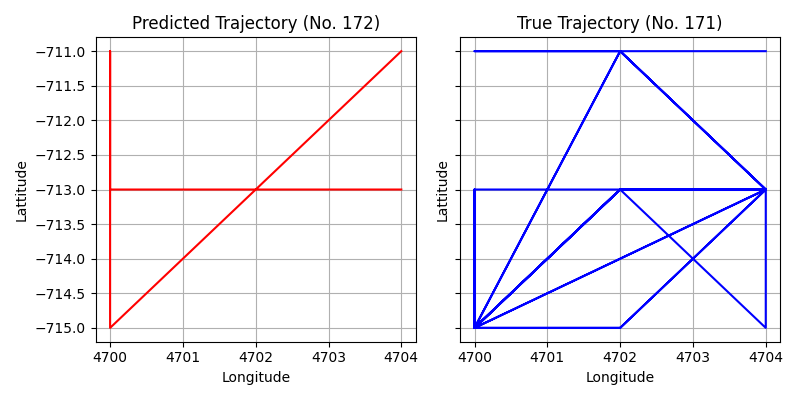 Predicted Trajectory (No. 172)
Lattitude
−711.0
−711.5
−712.0
−712.5
−713.0
−713.5
−714.0
−714.5
−715.0
4700 4701 4702 4703 4704
Longitude
True Trajectory (No. 171)
Lattitude
4700 4701 4702 4703 4704
Longitude